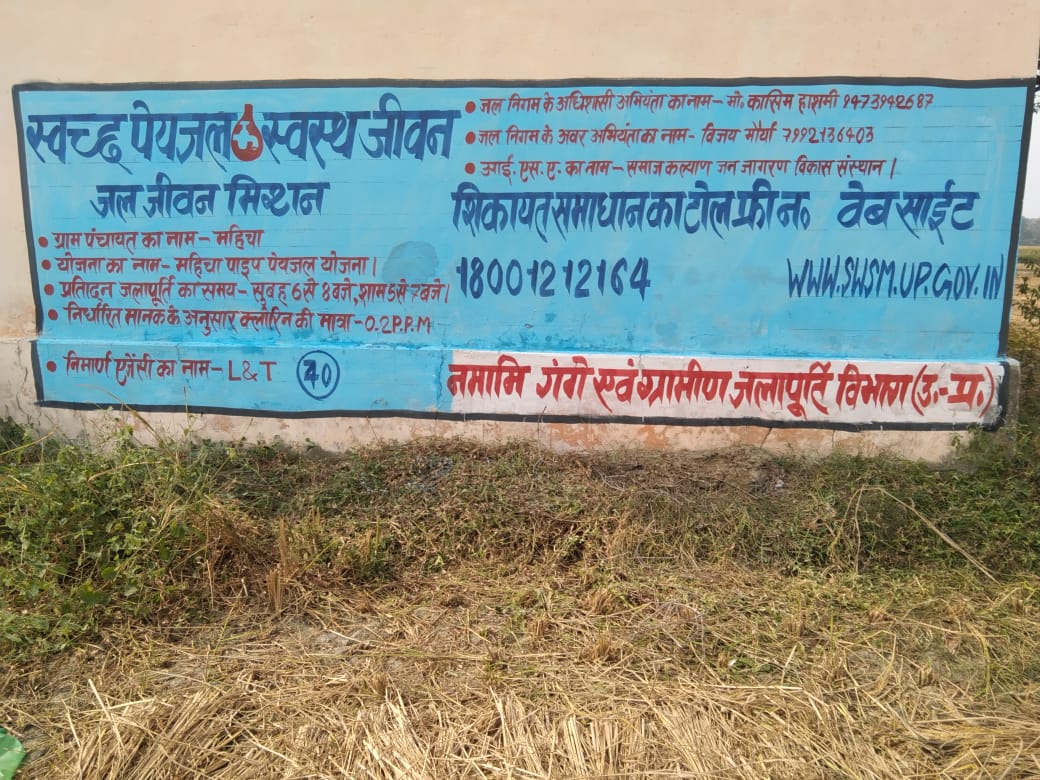 स्वच्छ पेयजल स्वस्थ जीवन
जल जीवन मिशन
• ग्राम पंचायत का नाम - महिचा
• योजना का नाम - महिचा पाइप पेयजल योजना।
• प्रतिदिन जलापूर्ति का समय - सुबह 6 से 8 बजे, शाम 5 से 7 बजे।
• निर्धारित मानक के अनुसार क्लोरिन की मात्रा - 0.2 P.P.M
• निमार्ण एजेंसी का नाम - L&T
40
• जल निगम के अधिशासी अभियंता का नाम - मो. कासिम हाशमी 9473942687
• जल निगम के अवर अभियंता का नाम - विजय मौर्या 7992136403
• आई. एस. ए. का नाम - समाज कल्याण जन जागरण विकास संस्थान।
शिकायत समाधान का टोल फ्री न. वेब साईट
18001212164 WWW.SWSM.UP.GOV.IN
नमामि गंगे एवं ग्रामीण जलापूर्ति विभाग (उ.-प्र.)